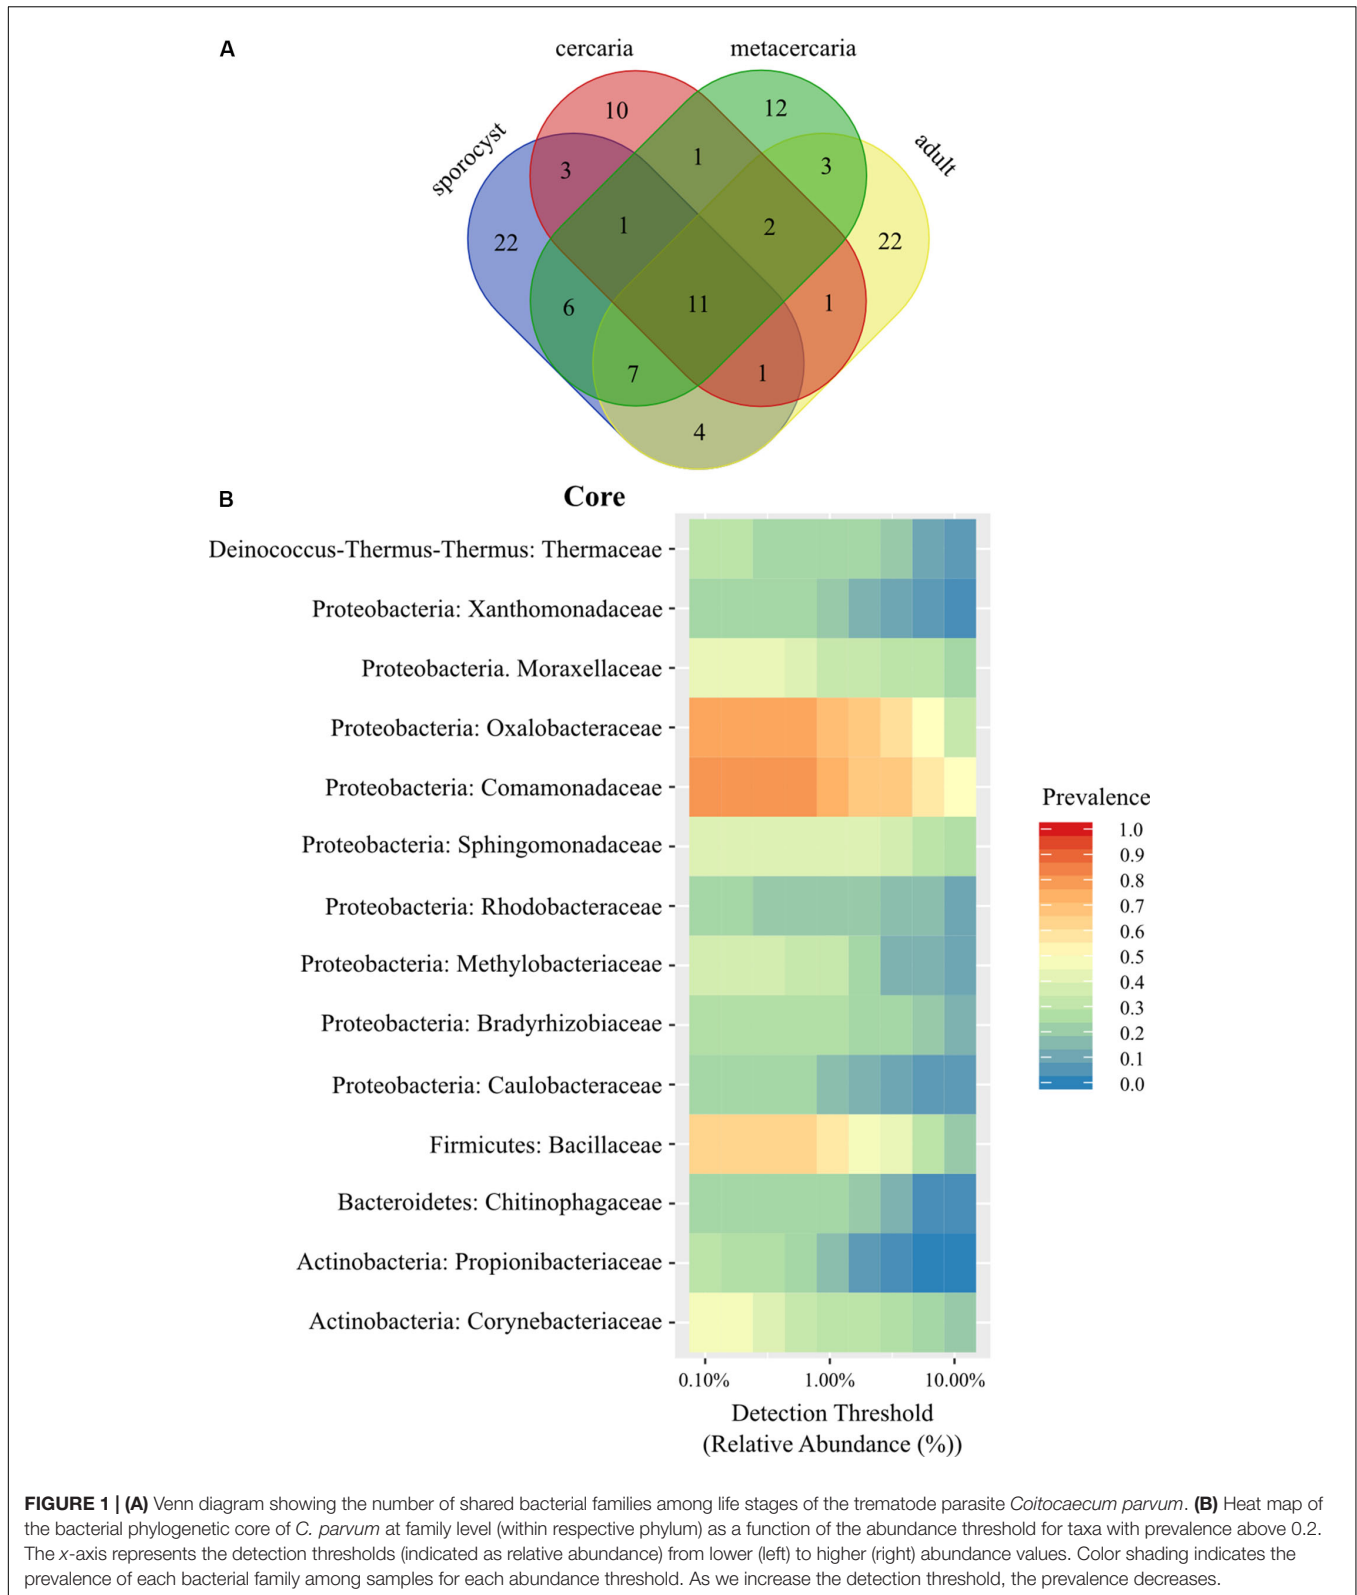 A
cercaria
metacercaria
sporocyst
adult
10
12
3
1
3
22
1
2
22
6
11
1
7
1
4
B
Core
Deinococcus-Thermus-Thermus: Thermaceae
Proteobacteria: Xanthomonadaceae
Proteobacteria. Moraxellaceae
Proteobacteria: Oxalobacteraceae
Proteobacteria: Comamonadaceae
Proteobacteria: Sphingomonadaceae
Proteobacteria: Rhodobacteraceae
Proteobacteria: Methylobacteriaceae
Proteobacteria: Bradyrhizobiaceae
Proteobacteria: Caulobacteraceae
Firmicutes: Bacillaceae
Bacteroidetes: Chitinophagaceae
Actinobacteria: Propionibacteriaceae
Actinobacteria: Corynebacteriaceae
0.10% 1.00% 10.00%
Detection Threshold
(Relative Abundance (%))
Prevalence
1.0
0.9
0.8
0.7
0.6
0.5
0.4
0.3
0.2
0.1
0.0
FIGURE 1 | (A) Venn diagram showing the number of shared bacterial families among life stages of the trematode parasite Coitocaecum parvum. (B) Heat map of
the bacterial phylogenetic core of C. parvum at family level (within respective phylum) as a function of the abundance threshold for taxa with prevalence above 0.2.
The x-axis represents the detection thresholds (indicated as relative abundance) from lower (left) to higher (right) abundance values. Color shading indicates the
prevalence of each bacterial family among samples for each abundance threshold. As we increase the detection threshold, the prevalence decreases.